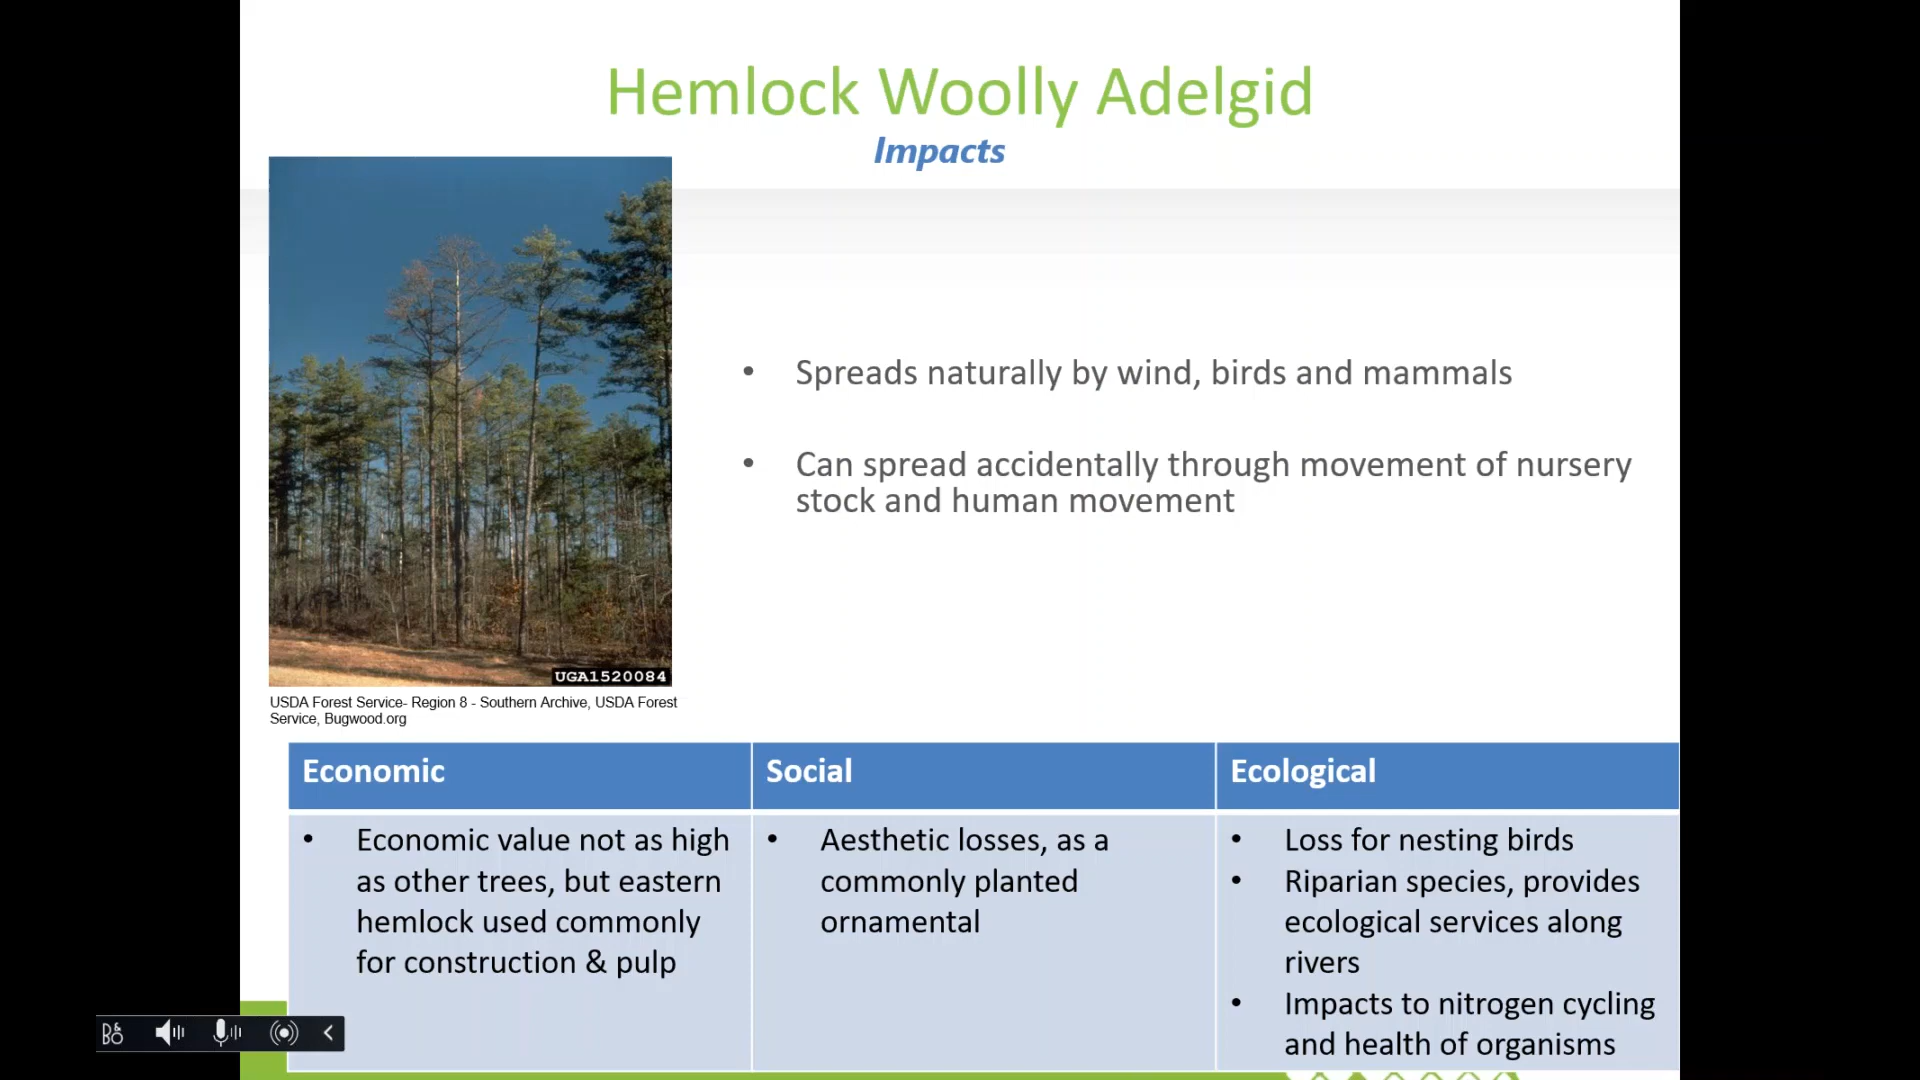 Hemlock Woolly Adelgid
Impacts
• Spreads naturally by wind, birds and mammals
• Can spread accidentally through movement of nursery
stock and human movement
UGA1520084
USDA Forest Service- Region 8 - Southern Archive, USDA Forest
Service, Bugwood.org
Economic
• Economic value not as high
as other trees, but eastern
hemlock used commonly
for construction & pulp
Social
• Aesthetic losses, as a
commonly planted
ornamental
Ecological
• Loss for nesting birds
• Riparian species, provides
ecological services along
rivers
• Impacts to nitrogen cycling
and health of organisms
B&O